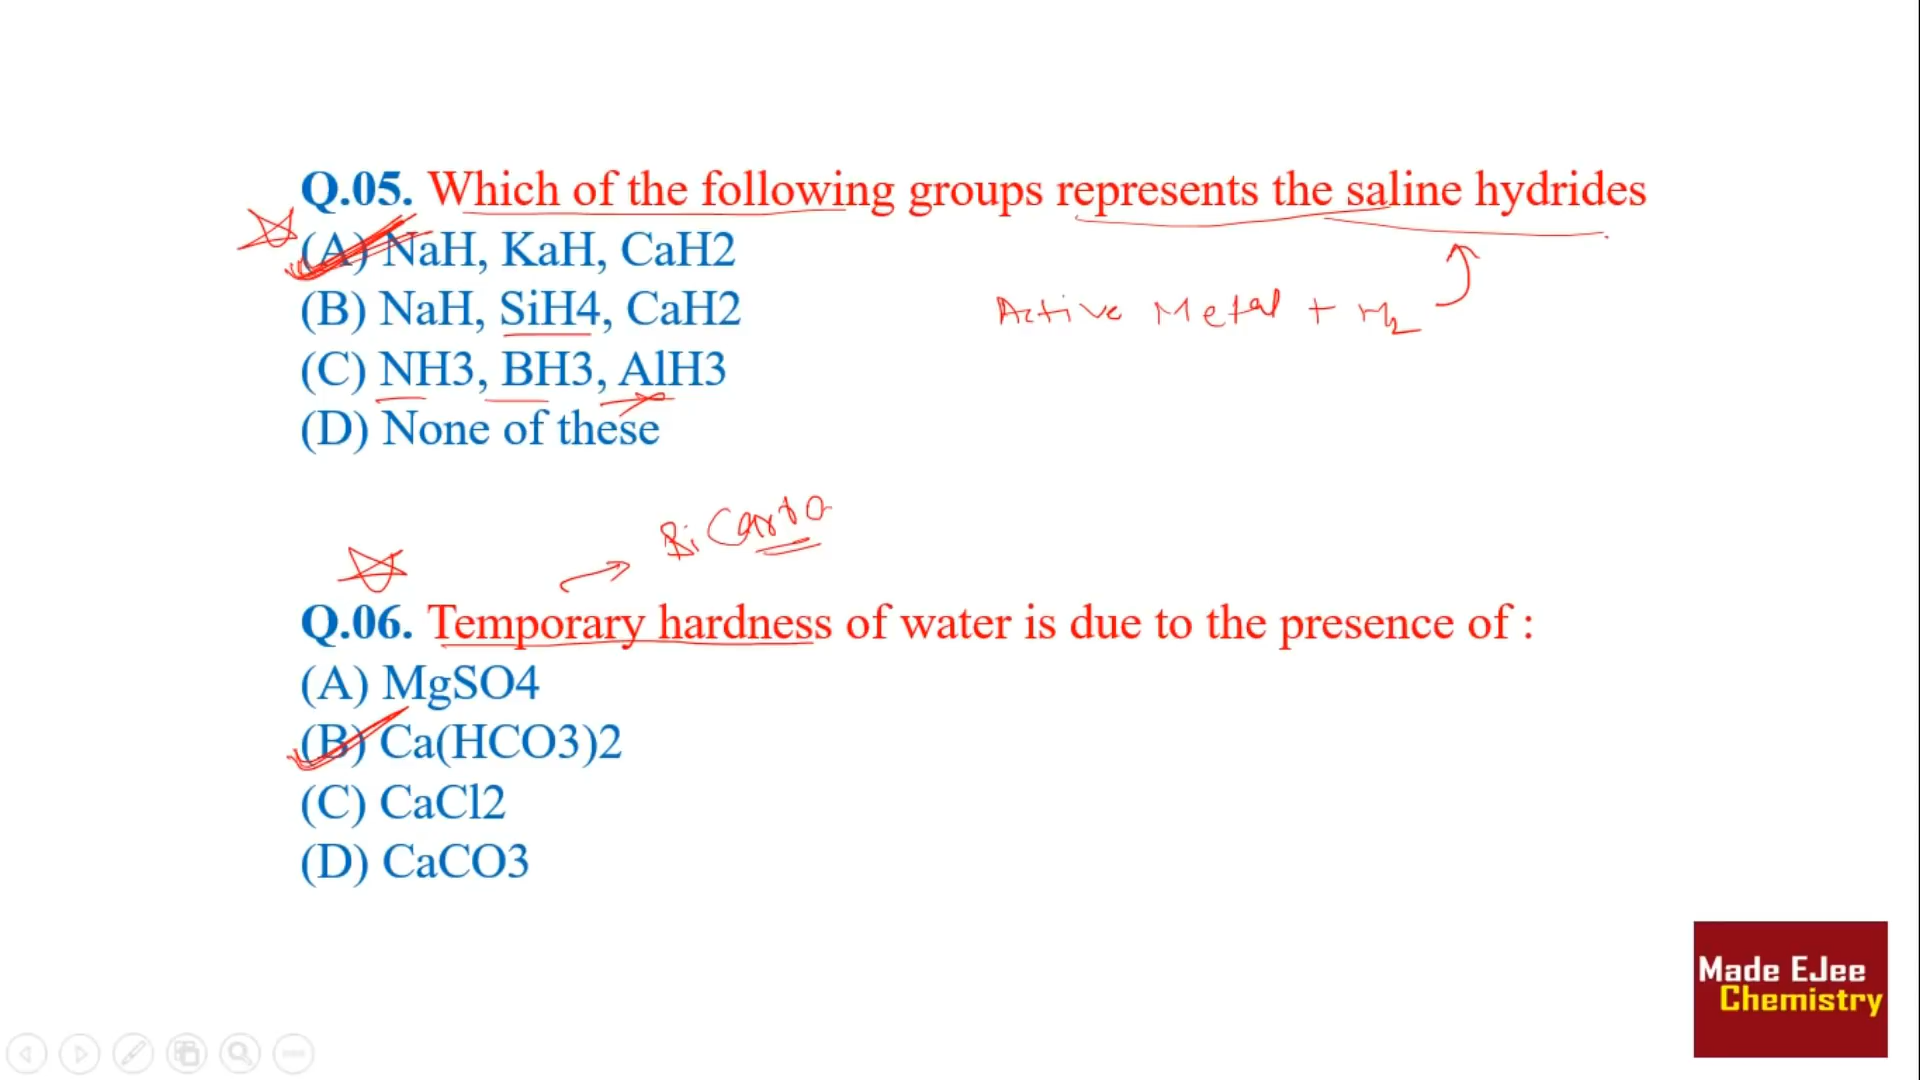 Q.05. Which of the following groups represents the saline hydrides
(A) NaH, KaH, CaH2
(B) NaH, SiH4, CaH2
Active Metal + H2
(C) NH3, BH3, AlH3
(D) None of these
Bi Carbo
Q.06. Temporary hardness of water is due to the presence of :
(A) MgSO4
(B) Ca(HCO3)2
(C) CaCl2
(D) CaCO3
Made EJee
Chemistry